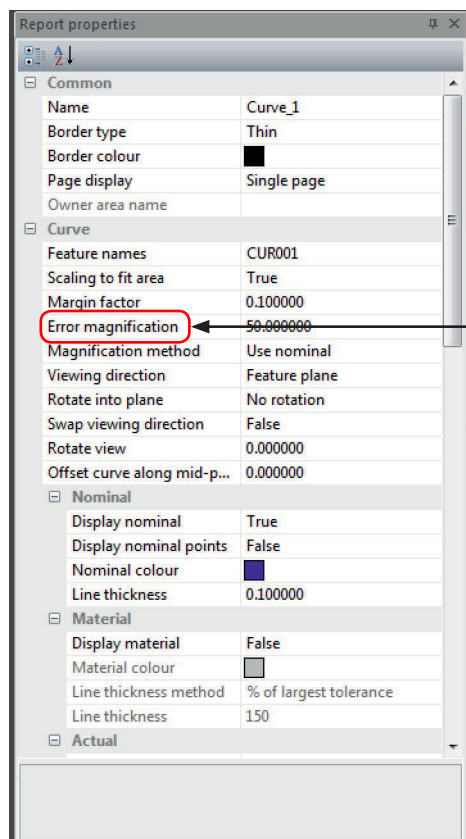 Report properties
Common
Name Curve_1
Border type Thin
Border colour
Page display Single page
Owner area name
Curve
Feature names CUR001
Scaling to fit area True
Margin factor 0.100000
Error magnification 50.000000
Magnification method Use nominal
Viewing direction Feature plane
Rotate into plane No rotation
Swap viewing direction False
Rotate view 0.000000
Offset curve along mid-p... 0.000000
Nominal
Display nominal True
Display nominal points False
Nominal colour
Line thickness 0.100000
Material
Display material False
Material colour
Line thickness method % of largest tolerance
Line thickness 150
Actual